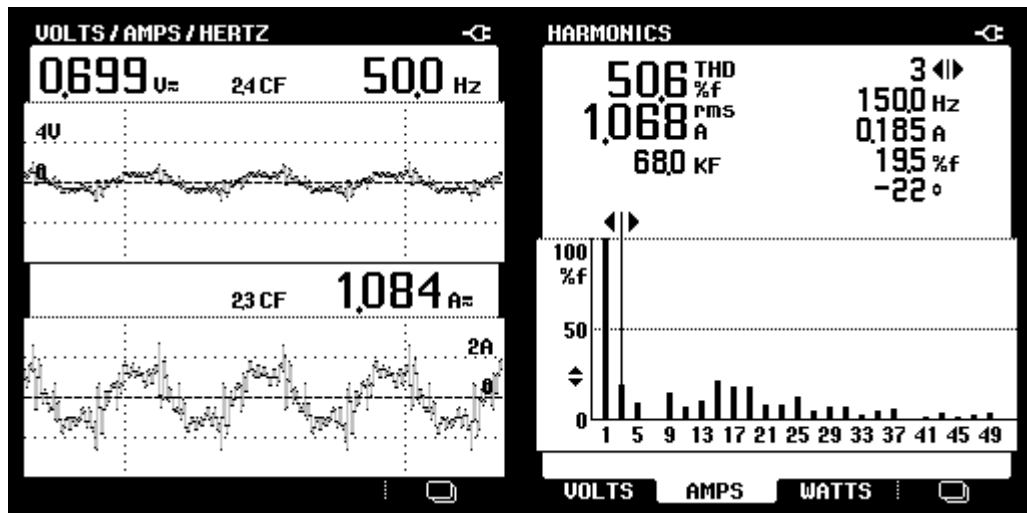 VOLTS/AMPS/HERTZ
0.699 V≂ 2.4 CF 50.0 Hz
4V
0
2.3 CF 1.084 A≂
2A
0
HARMONICS
50.6 THD %f
1.068 rms A
68.0 KF
3
150.0 Hz
0.185 A
19.5 %f
-22 °
100
%f
50
0
1 5 9 13 17 21 25 29 33 37 41 45 49
VOLTS AMPS WATTS